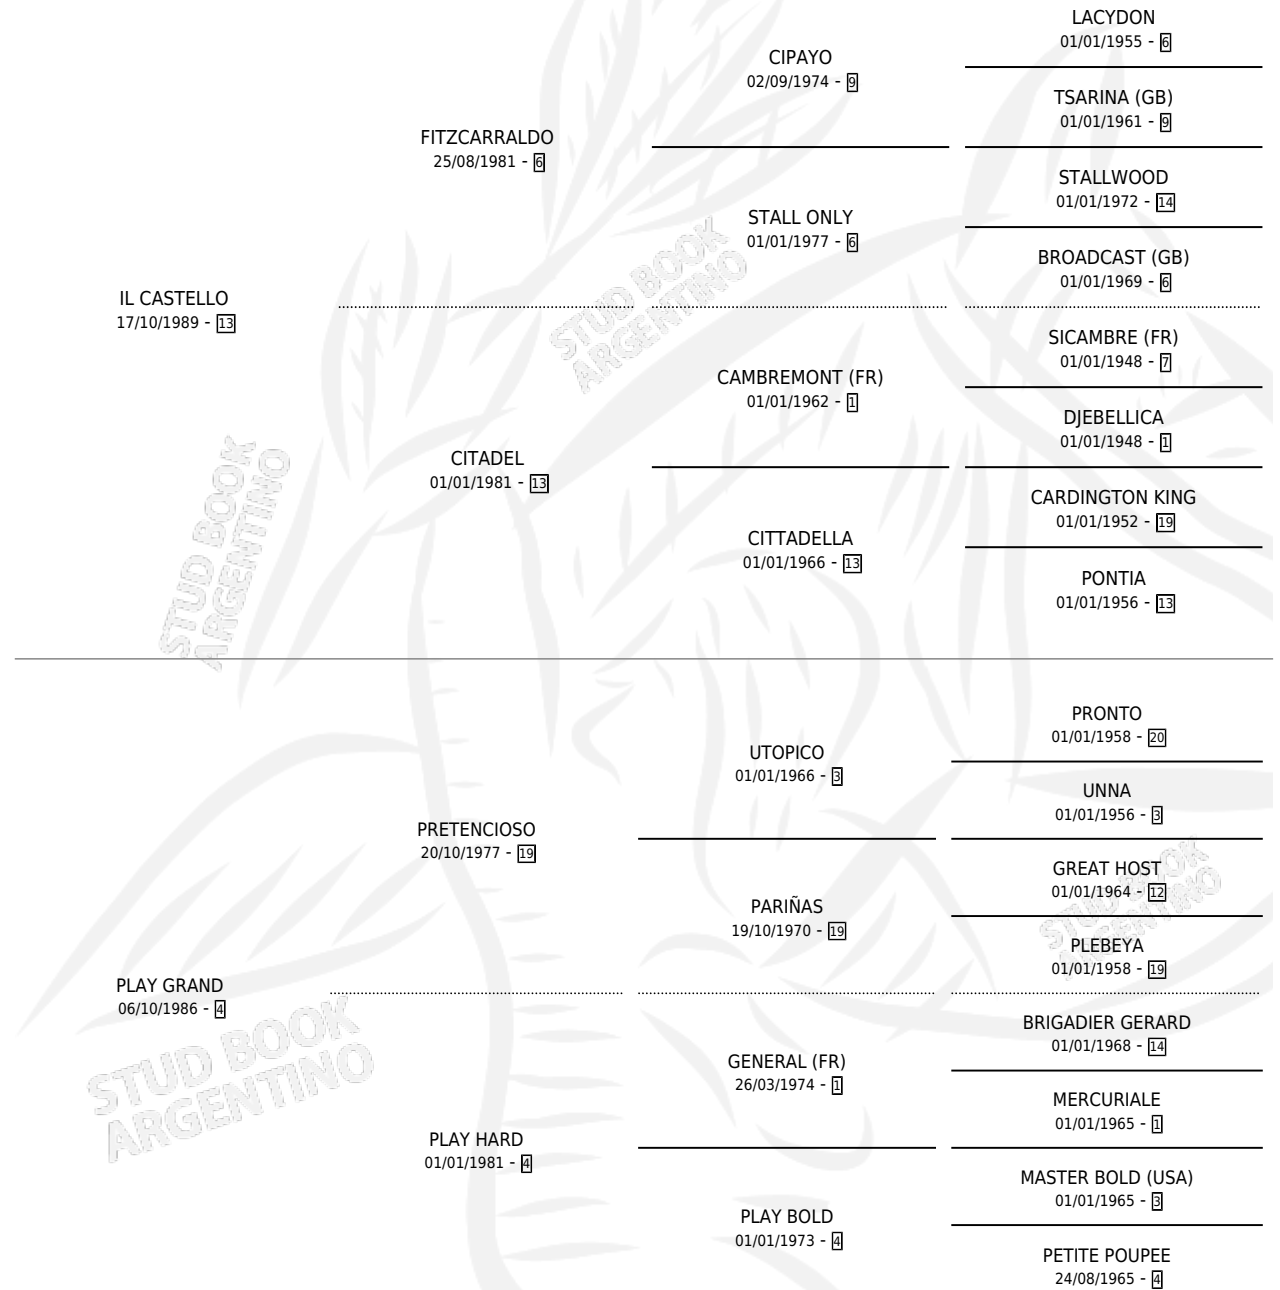 LACYDON
01/01/1955 - 6
CIPAYO
02/09/1974 - 9
TSARINA (GB)
01/01/1961 - 9
FITZCARRALDO
25/08/1981 - 6
STALLWOOD
01/01/1972 - 14
STALL ONLY
01/01/1977 - 6
BROADCAST (GB)
01/01/1969 - 6
IL CASTELLO
17/10/1989 - 13
SICAMBRE (FR)
01/01/1948 - 7
CAMBREMONT (FR)
01/01/1962 - 1
DJEBELLICA
01/01/1948 - 1
CITADEL
01/01/1981 - 13
CARDINGTON KING
01/01/1952 - 19
CITTADELLA
01/01/1966 - 13
PONTIA
01/01/1956 - 13
PRONTO
01/01/1958 - 20
UTOPICO
01/01/1966 - 3
UNNA
01/01/1956 - 3
PRETENCIOSO
20/10/1977 - 19
GREAT HOST
01/01/1964 - 12
PARIÑAS
19/10/1970 - 19
PLEBEYA
01/01/1958 - 19
PLAY GRAND
06/10/1986 - 4
BRIGADIER GERARD
01/01/1968 - 14
GENERAL (FR)
26/03/1974 - 1
MERCURIALE
01/01/1965 - 1
PLAY HARD
01/01/1981 - 4
MASTER BOLD (USA)
01/01/1965 - 3
PLAY BOLD
01/01/1973 - 4
PETITE POUPEE
24/08/1965 - 4
STUD BOOK
ARGENTINO
STUD BOOK
ARGENTINO
STUD BOOK
ARGENTINO
STUD BOOK
ARGENTINO